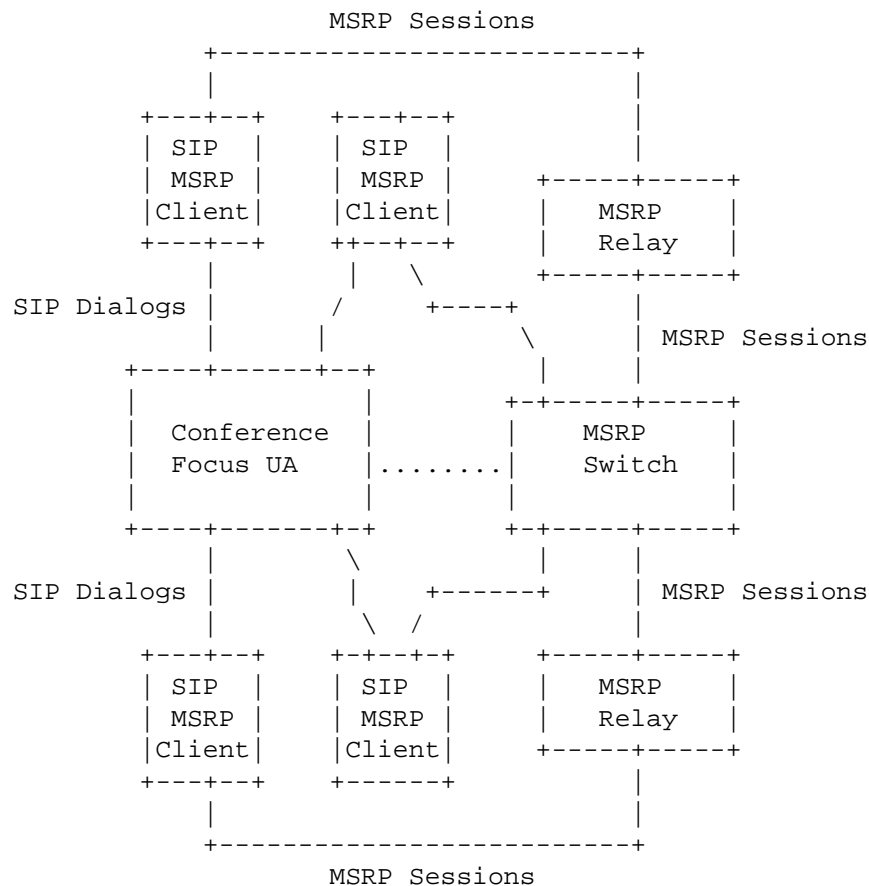 MSRP Sessions
SIP SIP
MSRP MSRP
Client Client
MSRP
Relay
SIP Dialogs
MSRP Sessions
Conference
Focus UA
MSRP
Switch
SIP Dialogs
MSRP Sessions
SIP SIP
MSRP MSRP
Client Client
MSRP
Relay
MSRP Sessions